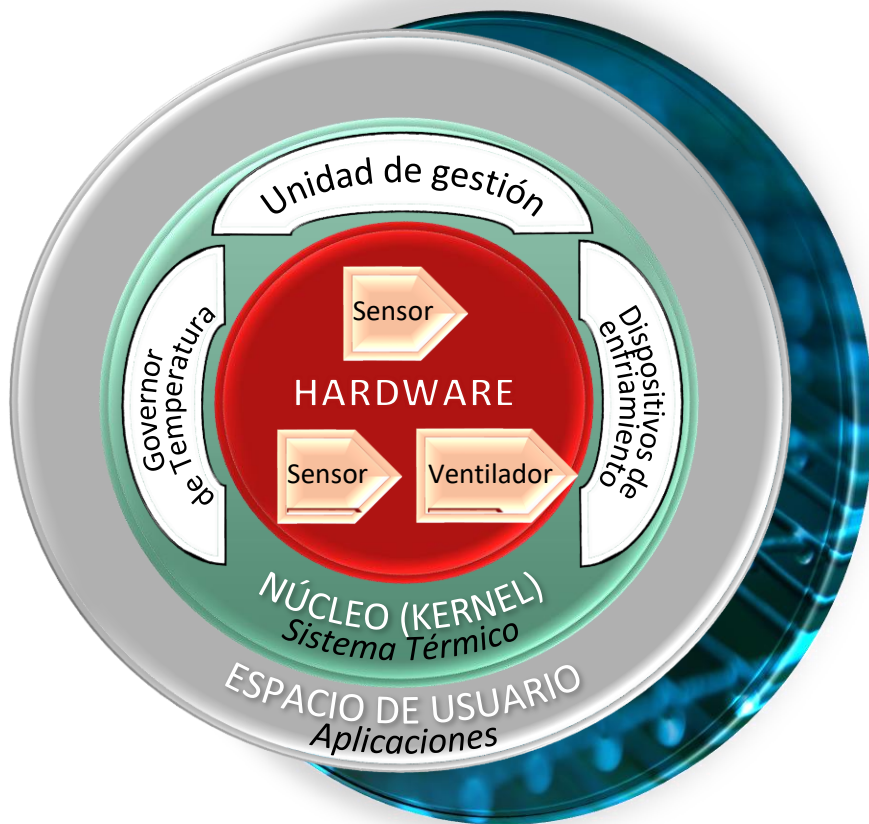 Unidad de gestión
Governor
de Temperatura
Dispositivos de
enfriamiento
Sensor
HARDWARE
Sensor
Ventilador
NÚCLEO (KERNEL)
Sistema Térmico
ESPACIO DE USUARIO
Aplicaciones